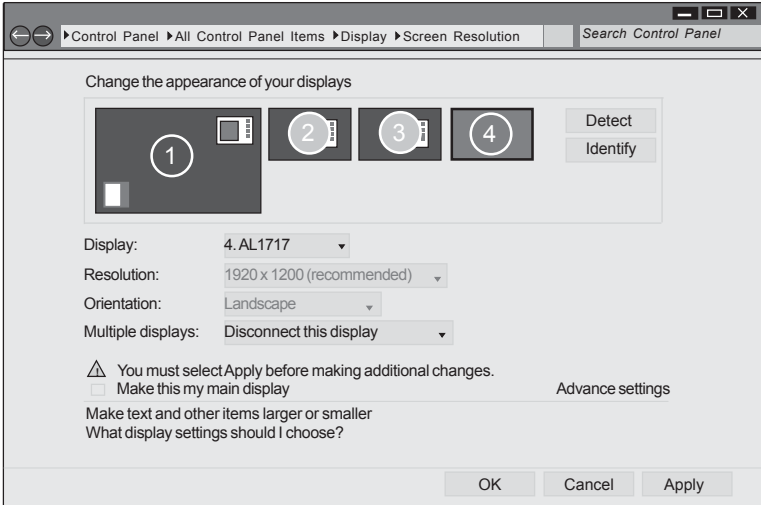 Control Panel All Control Panel Items Display Screen Resolution
Search Control Panel
Change the appearance of your displays
1
2
3
4
Detect
Identify
Display: 4. AL1717
Resolution: 1920 x 1200 (recommended)
Orientation: Landscape
Multiple displays: Disconnect this display
You must select Apply before making additional changes.
Make this my main display Advance settings
Make text and other items larger or smaller
What display settings should I choose?
OK Cancel Apply